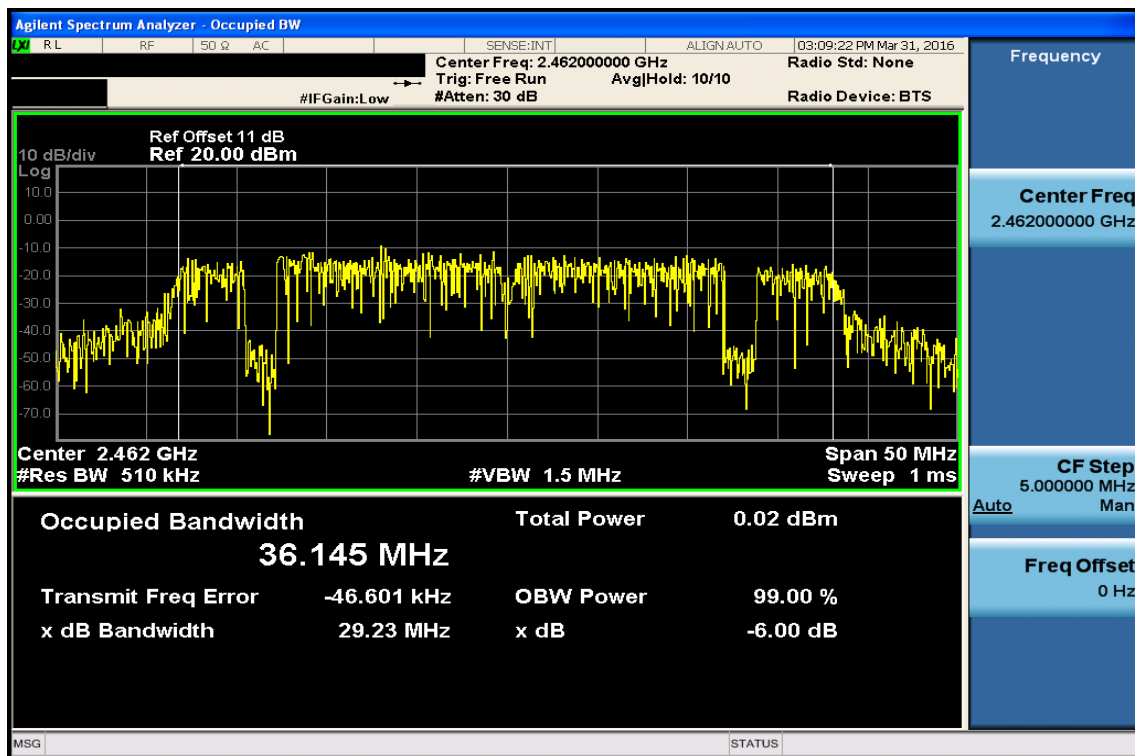 Agilent Spectrum Analyzer - Occupied BW
LXI RL RF 50 Ω AC SENSE:INT ALIGN AUTO 03:09:22 PM Mar 31, 2016
Center Freq: 2.462000000 GHz Radio Std: None
Trig: Free Run Avg|Hold: 10/10
#IFGain:Low #Atten: 30 dB Radio Device: BTS
Ref Offset 11 dB
10 dB/div Ref 20.00 dBm
Log
10.0
0.00
-10.0
-20.0
-30.0
-40.0
-50.0
-60.0
-70.0
Center 2.462 GHz Span 50 MHz
#Res BW 510 kHz #VBW 1.5 MHz Sweep 1 ms
Occupied Bandwidth Total Power 0.02 dBm
36.145 MHz
Transmit Freq Error -46.601 kHz OBW Power 99.00 %
x dB Bandwidth 29.23 MHz x dB -6.00 dB
MSG STATUS
Frequency
Center Freq
2.462000000 GHz
CF Step
5.000000 MHz
Auto Man
Freq Offset
0 Hz